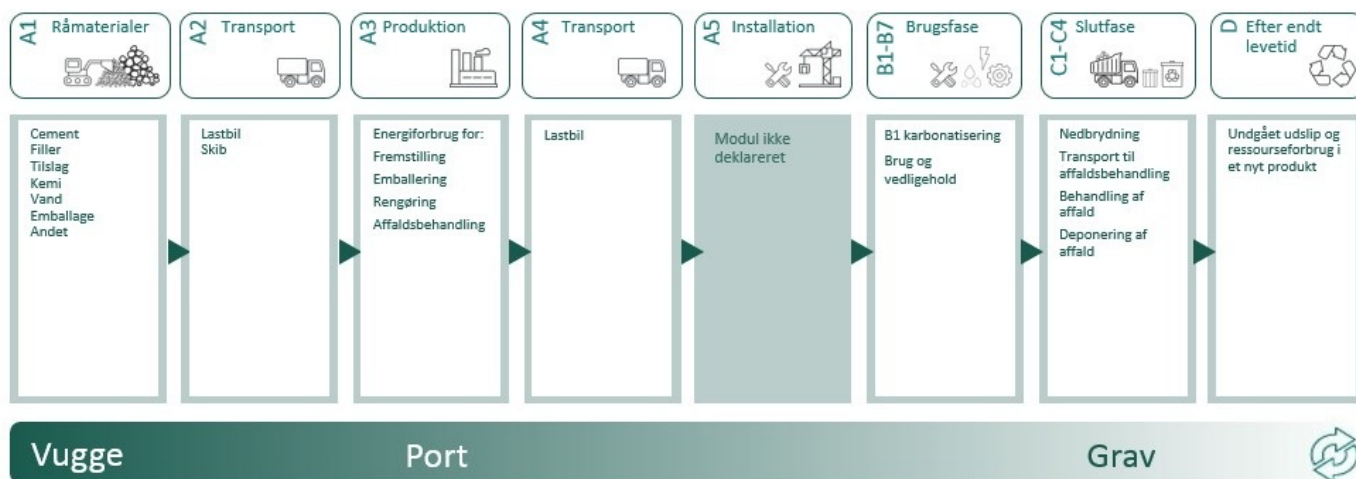 A1 Råmaterialer
A2 Transport
A3 Produktion
A4 Transport
A5 Installation
B1-B7 Brugsfase
C1-C4 Slutfase
D Efter endt
levetid
Cement
Filler
Tilslag
Kemi
Vand
Emballage
Andet
Lastbil
Skib
Energiforbrug for:
Fremstilling
Emballering
Rengøring
Affaldsbehandling
Lastbil
Modul ikke
deklareret
B1 karbonatisering
Brug og
vedligehold
Nedbrydning
Transport til
affaldsbehandling
Behandling af
affald
Deponering af
affald
Undgået udslip og
ressourseforbrug i
et nyt produkt
Vugge
Port
Grav